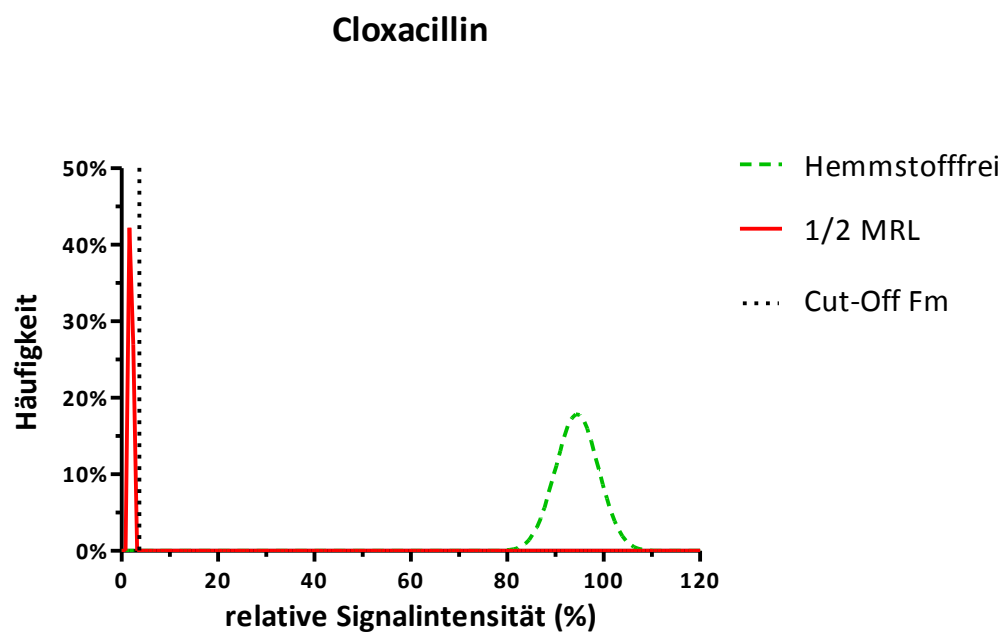 Cloxacillin
Hemmstofffrei
1/2 MRL
Cut-Off Fm
Häufigkeit
50%
40%
30%
20%
10%
0%
0 20 40 60 80 100 120
relative Signalintensität (%)